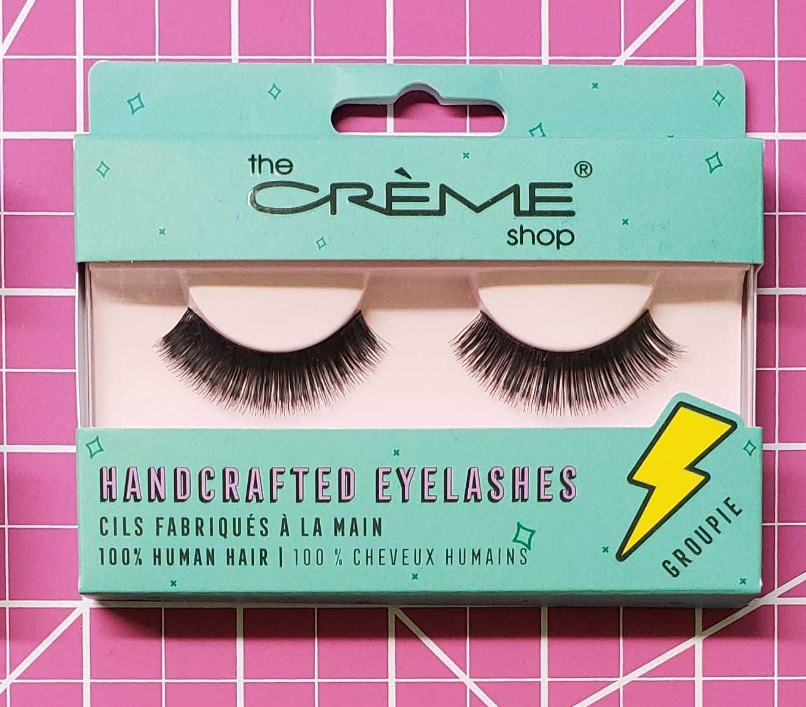 the
CRÈME®
shop
HANDCRAFTED EYELASHES
CILS FABRIQUÉS À LA MAIN
100% HUMAN HAIR | 100 % CHEVEUX HUMAINS
GROUPIE